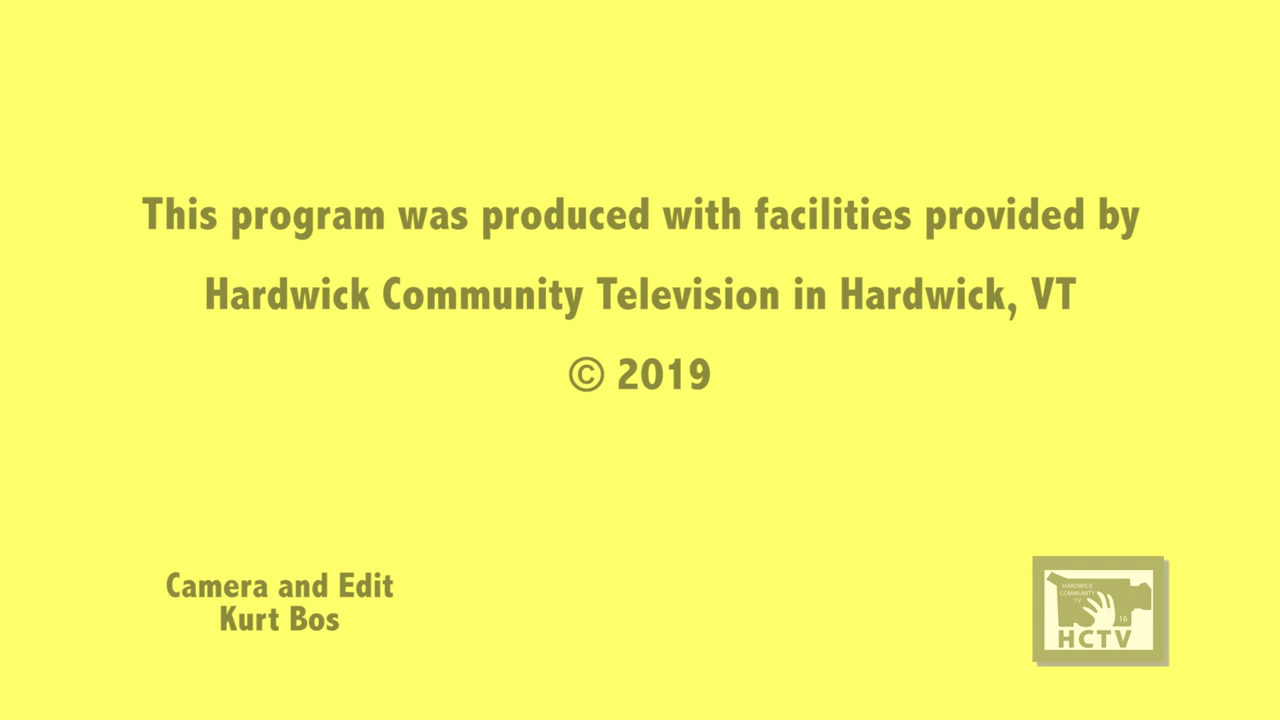 This program was produced with facilities provided by
Hardwick Community Television in Hardwick, VT
© 2019
Camera and Edit
Kurt Bos
HARDWICK
COMMUNITY
TV
16
HCTV